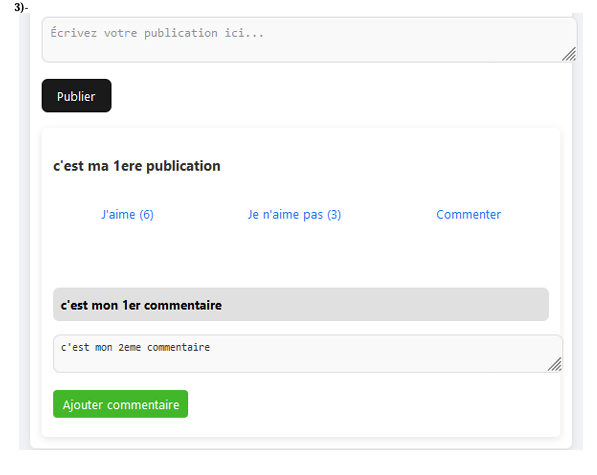 3)-
Écrivez votre publication ici...
Publier
c'est ma 1ere publication
J'aime (6) Je n'aime pas (3) Commenter
c'est mon 1er commentaire
c'est mon 2eme commentaire
Ajouter commentaire